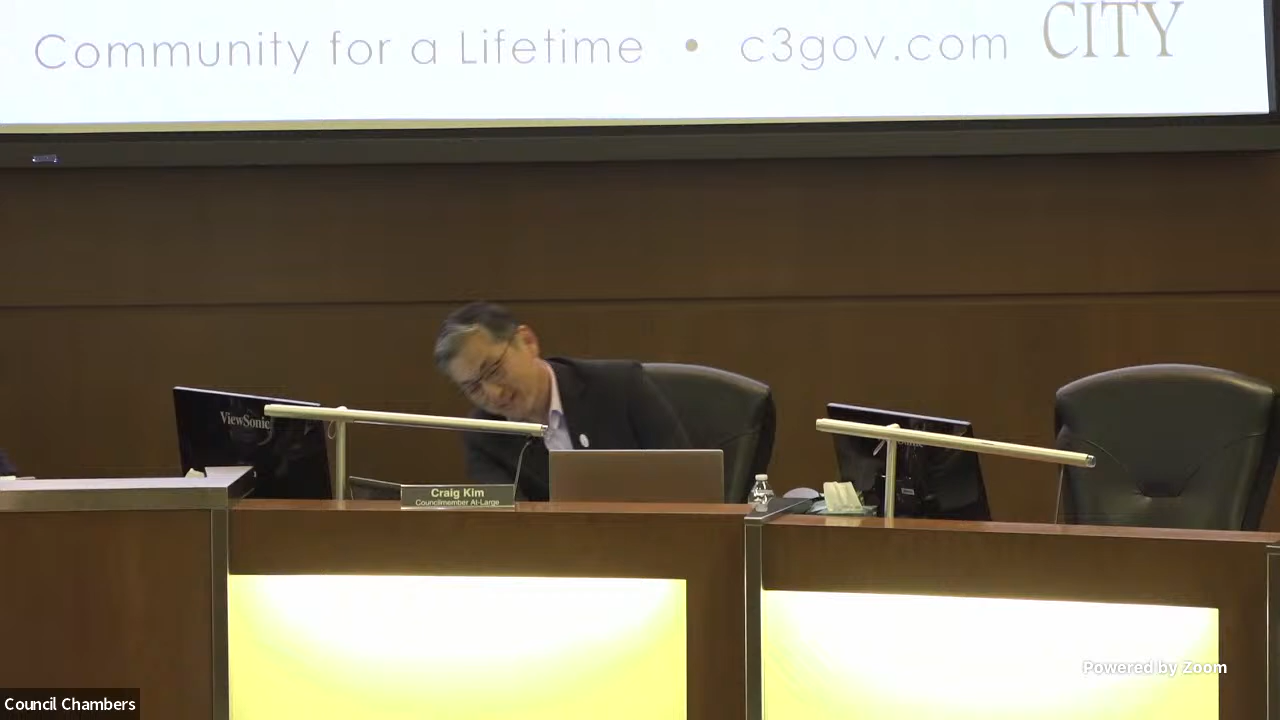 Community for a Lifetime • c3gov.com CITY
ViewSonic
Craig Kim
Councilmember At-Large
Powered by Zoom
Council Chambers